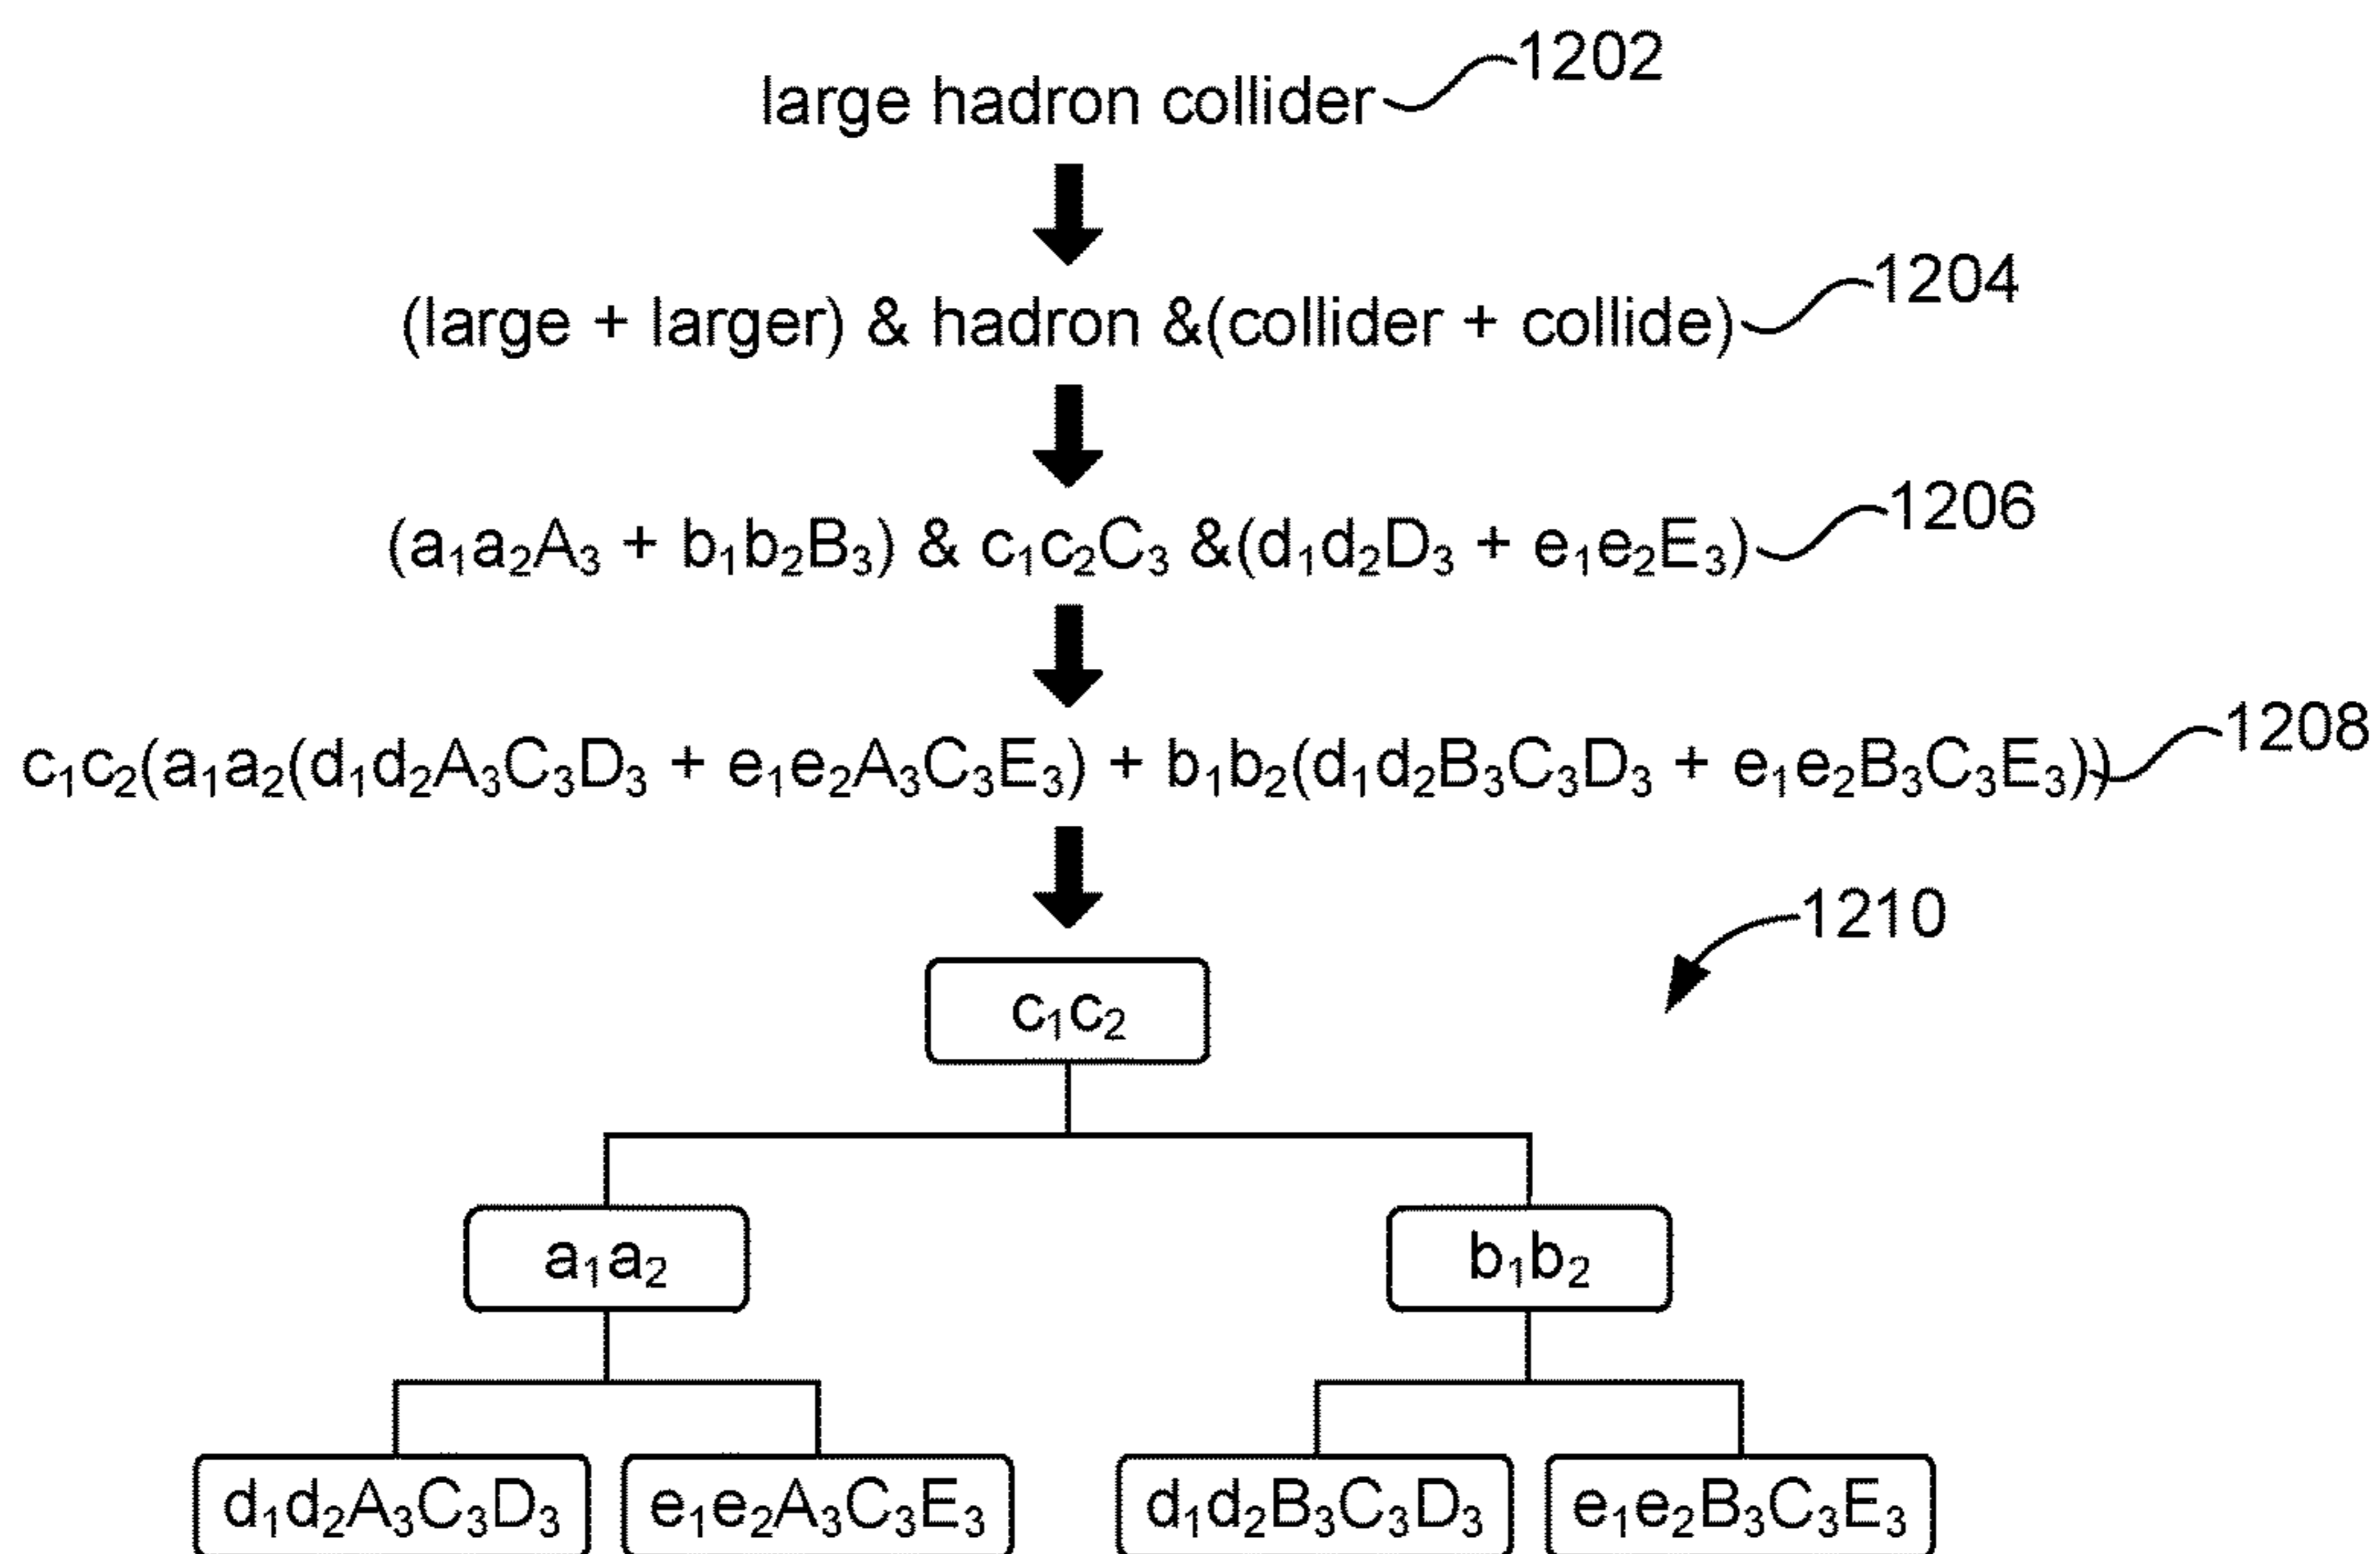 1202
large hadron collider
1204
(large + larger) & hadron &(collider + collide)
1206
(a₁a₂A₃ + b₁b₂B₃) & c₁c₂C₃ &(d₁d₂D₃ + e₁e₂E₃)
1208
c₁c₂(a₁a₂(d₁d₂A₃C₃D₃ + e₁e₂A₃C₃E₃) + b₁b₂(d₁d₂B₃C₃D₃ + e₁e₂B₃C₃E₃))
1210
c₁c₂
a₁a₂ b₁b₂
d₁d₂A₃C₃D₃ e₁e₂A₃C₃E₃ d₁d₂B₃C₃D₃ e₁e₂B₃C₃E₃